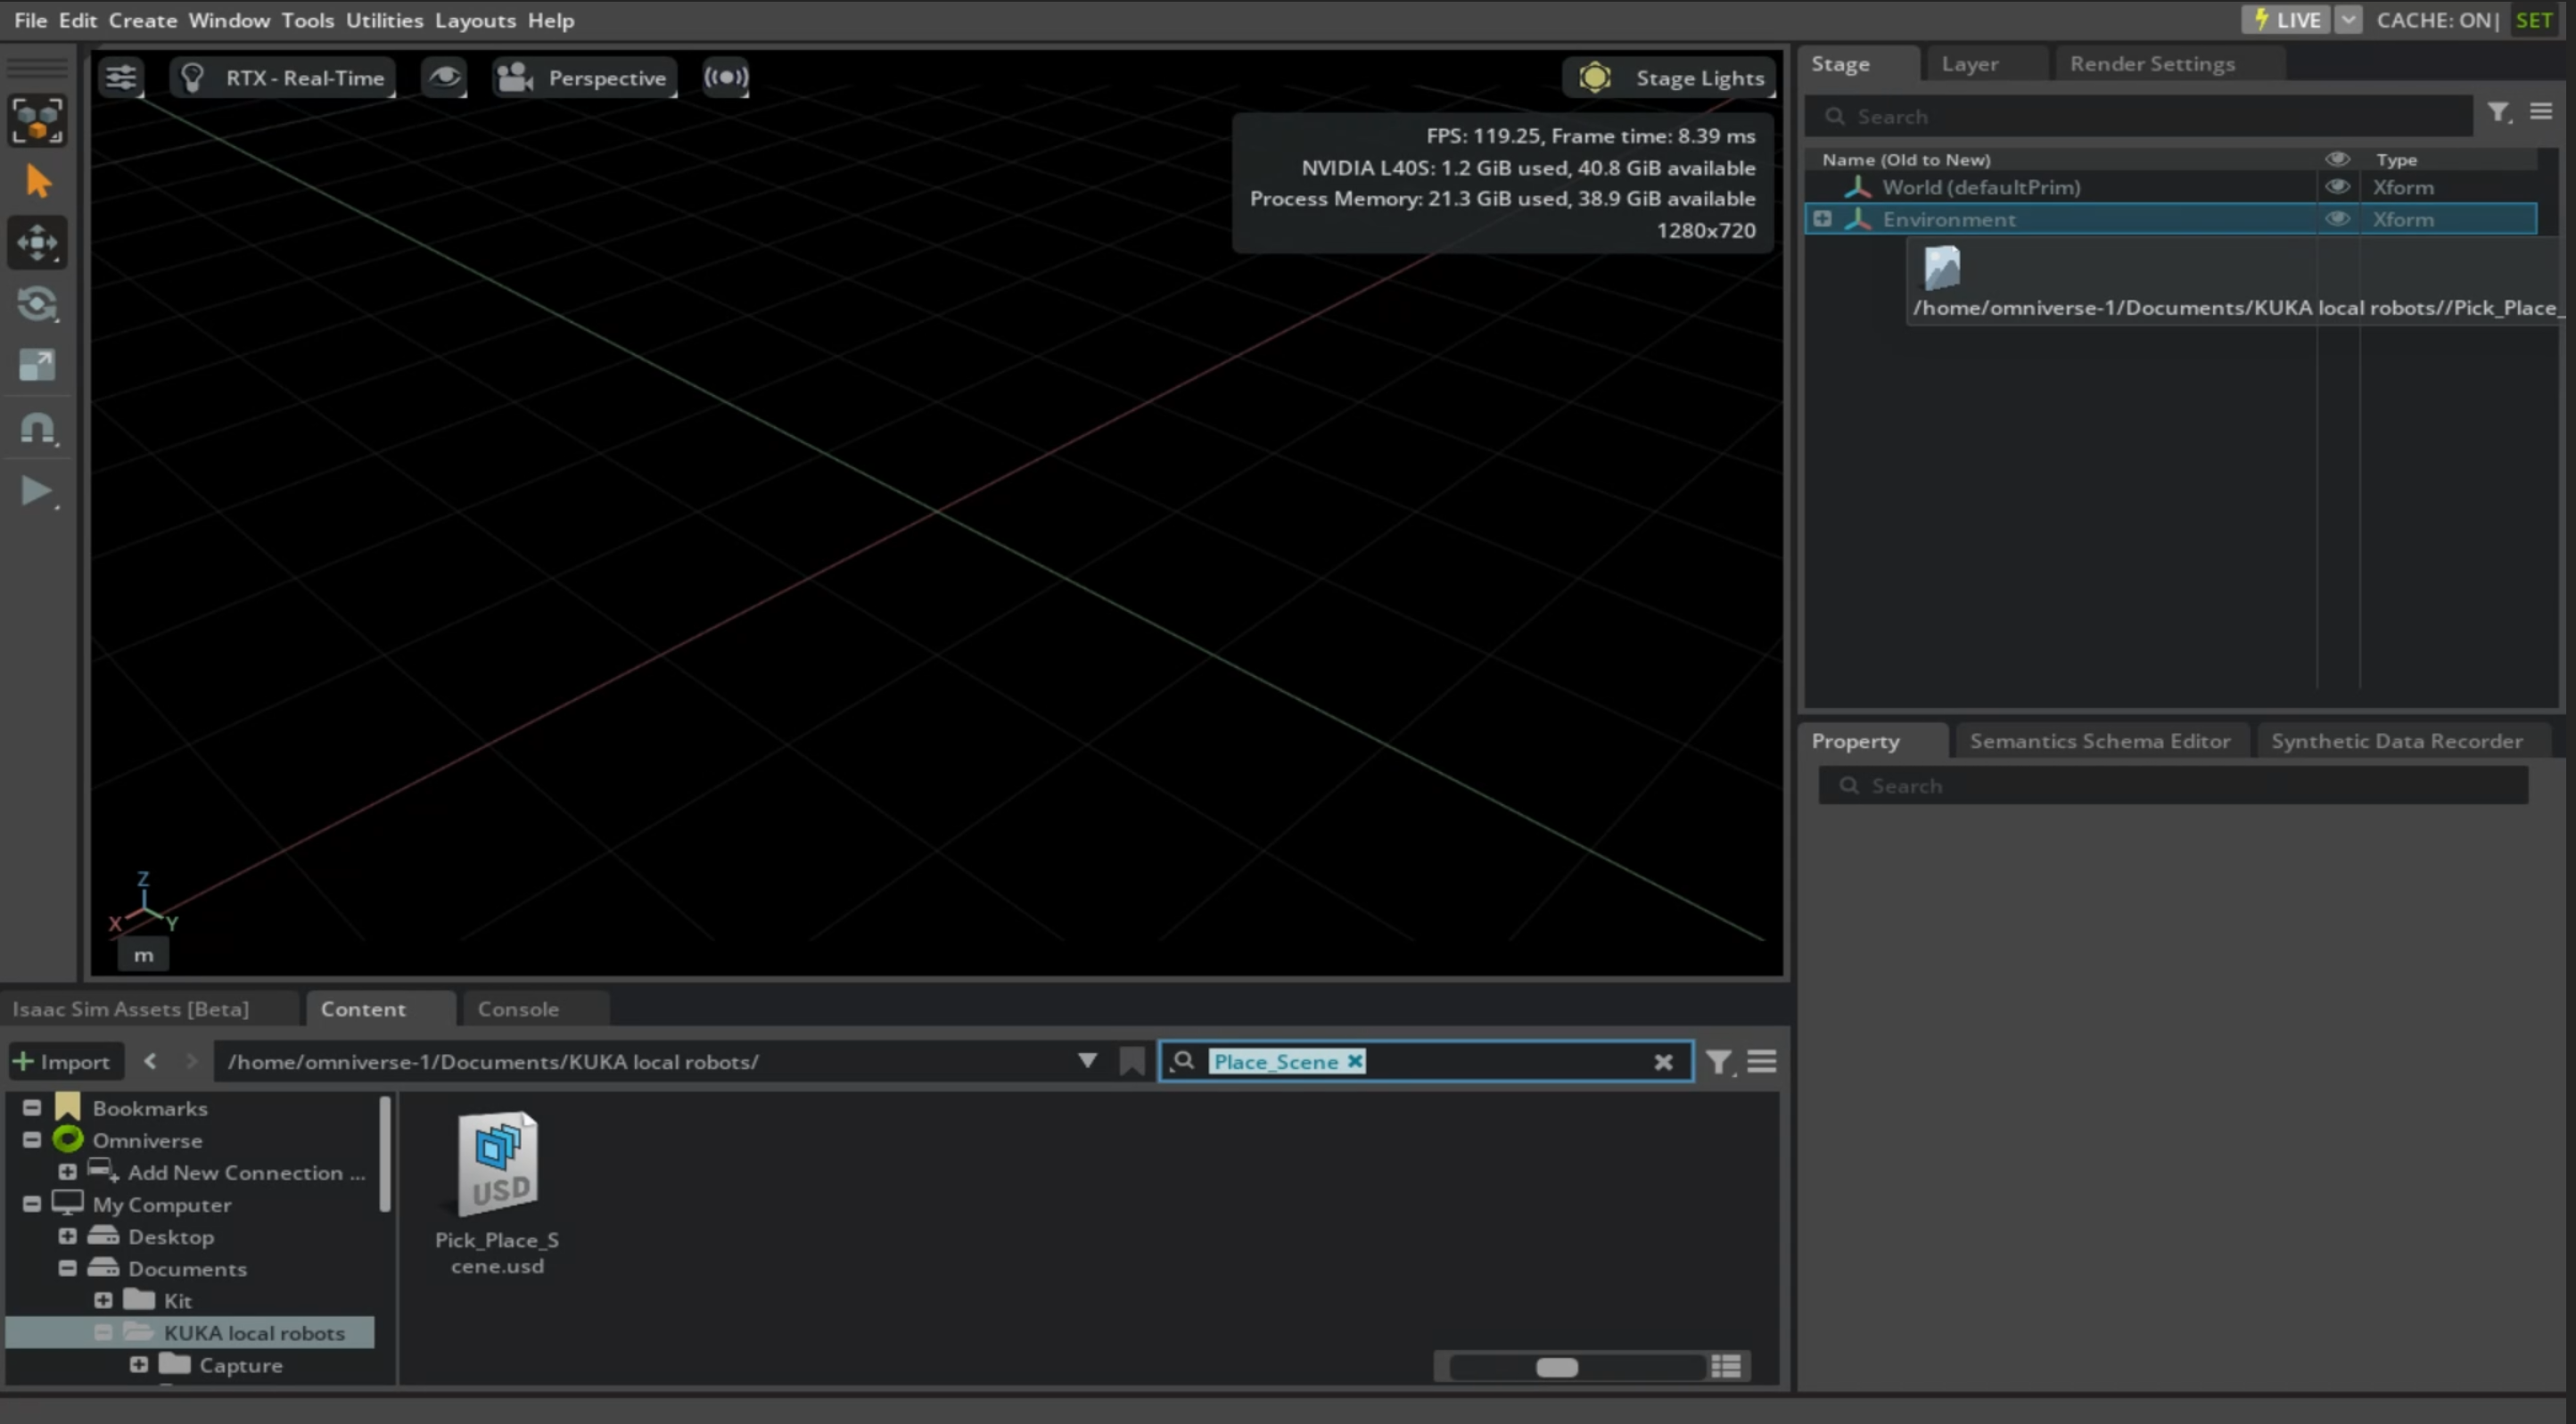 File Edit Create Window Tools Utilities Layouts Help
LIVE CACHE: ON| SET
RTX - Real-Time Perspective Stage Lights
FPS: 119.25, Frame time: 8.39 ms
NVIDIA L40S: 1.2 GiB used, 40.8 GiB available
Process Memory: 21.3 GiB used, 38.9 GiB available
1280x720
Z
X Y
m
Stage Layer Render Settings
Search
Name (Old to New) Type
World (defaultPrim) Xform
Environment Xform
/home/omniverse-1/Documents/KUKA local robots//Pick_Place_
Property Semantics Schema Editor Synthetic Data Recorder
Search
Isaac Sim Assets [Beta] Content Console
Import /home/omniverse-1/Documents/KUKA local robots/ Place_Scene
Bookmarks
Omniverse
Add New Connection ...
My Computer
Desktop
Documents
Kit
KUKA local robots
Capture
USD
Pick_Place_S
cene.usd